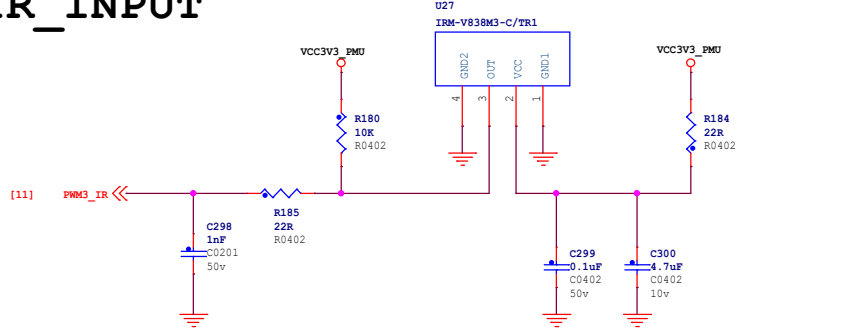 IR_INPUT
U27
IRM-V838M3-C/TR1
GND2
OUT
VCC
GND1
4
3
2
1
VCC3V3_PMU
R180
10K
R0402
VCC3V3_PMU
R184
22R
R0402
[11] PWM3_IR
R185
22R
R0402
C298
1nF
C0201
50v
C299
0.1uF
C0402
50v
C300
4.7uF
C0402
10v